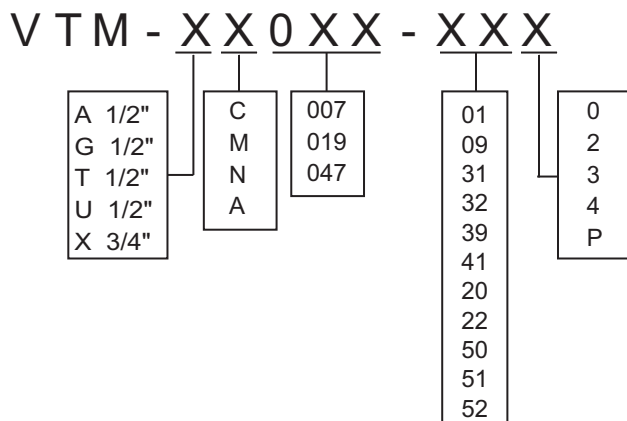 VTM - XX0XX - XXX
A 1/2"
G 1/2"
T 1/2"
U 1/2"
X 3/4"
C
M
N
A
007
019
047
01
09
31
32
39
41
20
22
50
51
52
0
2
3
4
P